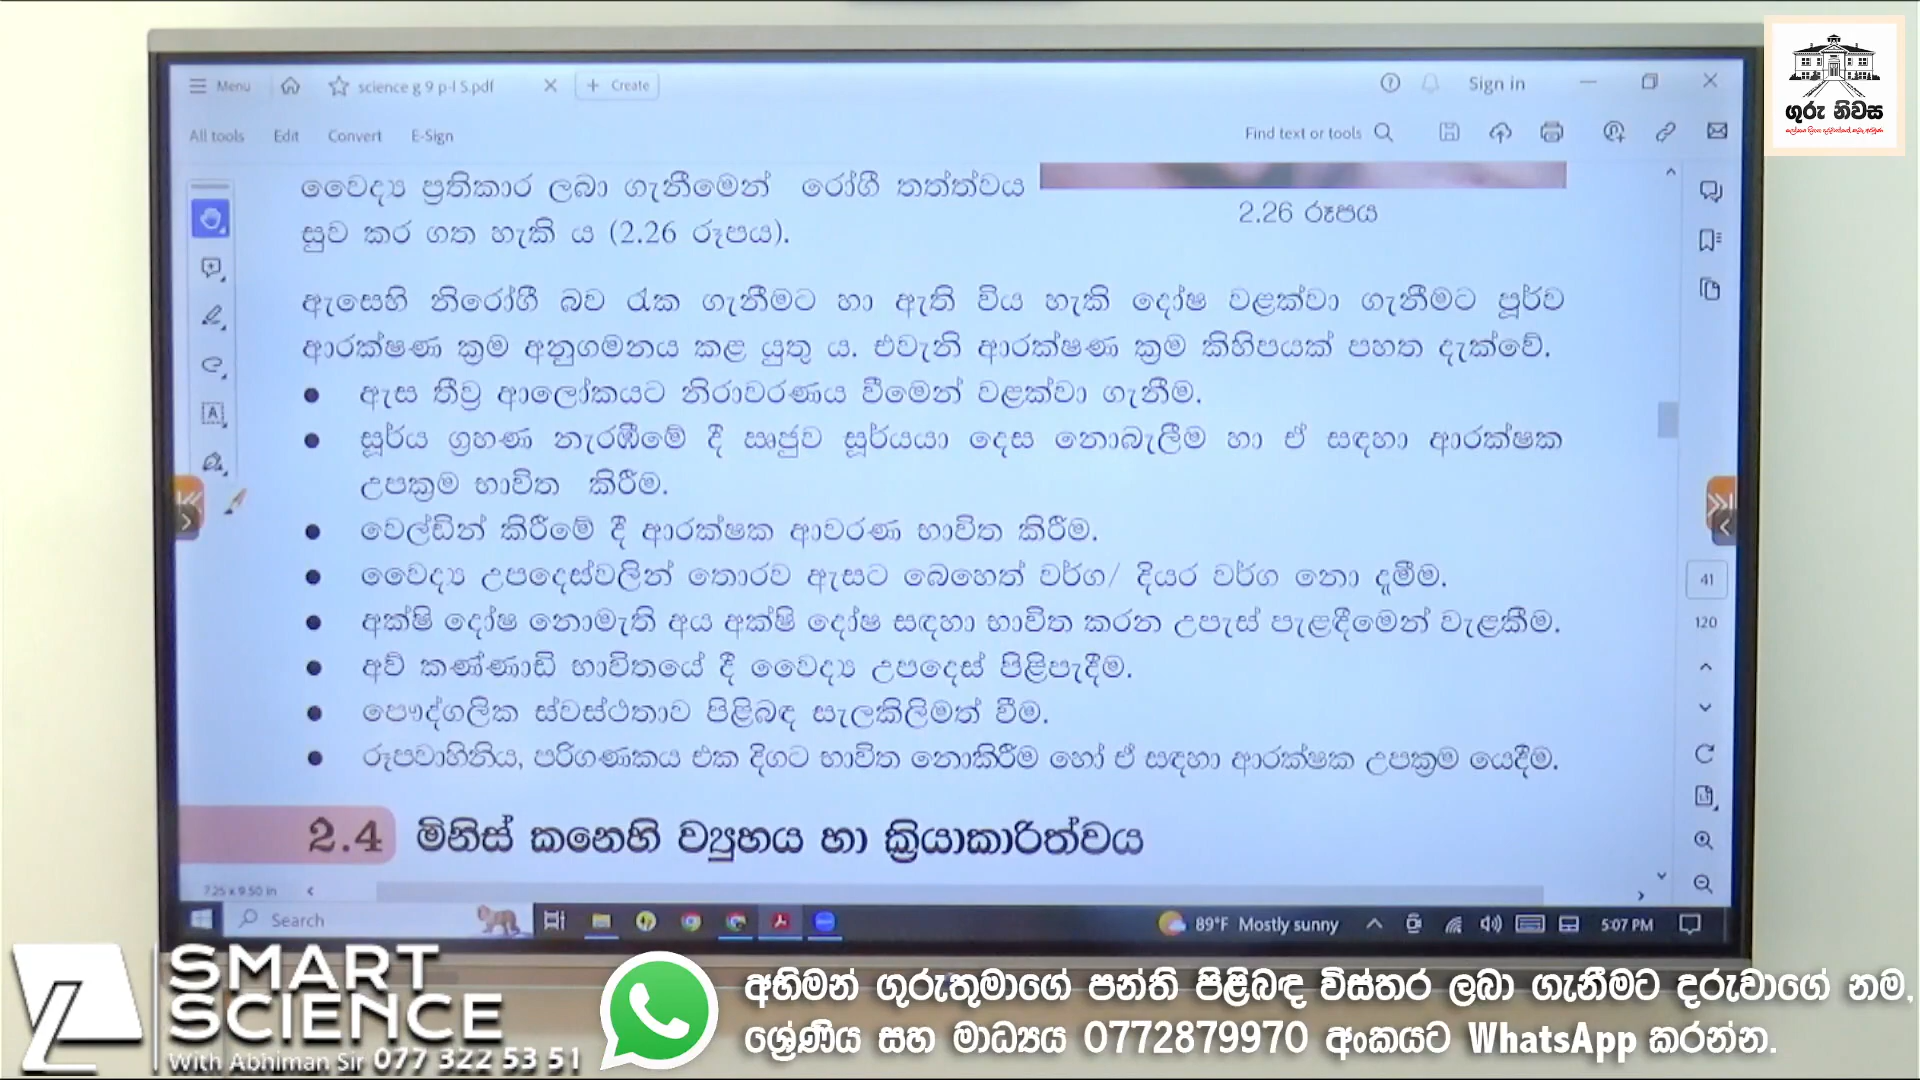 Menu
science g 9 p-I S.pdf
Create
Sign in
All tools Edit Convert E-Sign
Find text or tools
ගුරු නිවස
වෛද්‍ය ප්‍රතිකාර ලබා ගැනීමෙන් රෝගී තත්ත්වය
සුව කර ගත හැකි ය (2.26 රූපය).
2.26 රූපය
ඇසෙහි නිරෝගී බව රැක ගැනීමට හා ඇති විය හැකි දෝෂ වළක්වා ගැනීමට පූර්ව
ආරක්ෂණ ක්‍රම අනුගමනය කළ යුතු ය. එවැනි ආරක්ෂණ ක්‍රම කිහිපයක් පහත දැක්වේ.
● ඇස තීව්‍ර ආලෝකයට නිරාවරණය වීමෙන් වළක්වා ගැනීම.
● සූර්ය ග්‍රහණ නැරඹීමේ දී සෘජුව සූර්යයා දෙස නොබැලීම හා ඒ සඳහා ආරක්ෂක
උපක්‍රම භාවිත කිරීම.
● වෙල්ඩින් කිරීමේ දී ආරක්ෂක ආවරණ භාවිත කිරීම.
● වෛද්‍ය උපදෙස්වලින් තොරව ඇසට බෙහෙත් වර්ග/ දියර වර්ග නො දැමීම.
● අක්ෂි දෝෂ නොමැති අය අක්ෂි දෝෂ සඳහා භාවිත කරන උපැස් පැළඳීමෙන් වැළකීම.
● අව් කණ්ණාඩි භාවිතයේ දී වෛද්‍ය උපදෙස් පිළිපැදීම.
● පෞද්ගලික ස්වස්ථතාව පිළිබඳ සැලකිලිමත් වීම.
● රූපවාහිනිය, පරිගණකය එක දිගට භාවිත නොකිරීම හෝ ඒ සඳහා ආරක්ෂක උපක්‍රම යෙදීම.
41
120
2.4 මිනිස් කනෙහි ව්‍යුහය හා ක්‍රියාකාරිත්වය
7.25 x 9.50 in
Search
89°F Mostly sunny
5:07 PM
SMART
SCIENCE
With Abhiman Sir 077 322 53 51
අභිමන් ගුරුතුමාගේ පන්ති පිළිබඳ විස්තර ලබා ගැනීමට දරුවාගේ නම,
ශ්‍රේණිය සහ මාධ්‍යය 0772879970 අංකයට WhatsApp කරන්න.